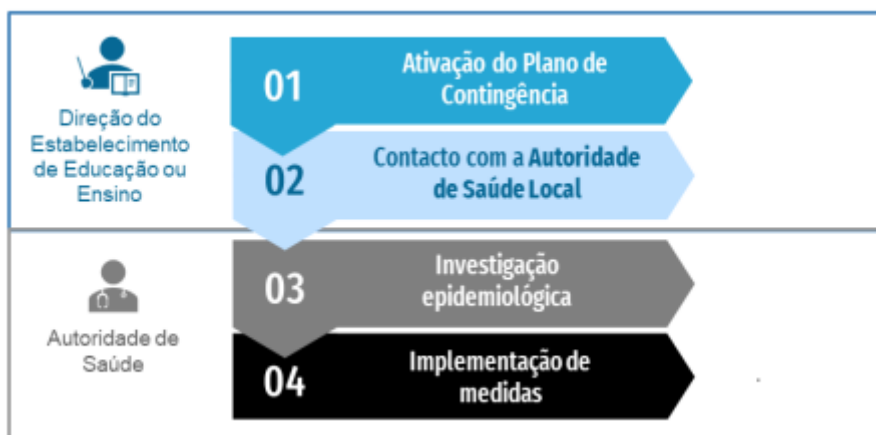 Direção do
Estabelecimento
de Educação ou
Ensino
01
Ativação do Plano de
Contingência
02
Contacto com a Autoridade
de Saúde Local
Autoridade de
Saúde
03
Investigação
epidemiológica
04
Implementação de
medidas